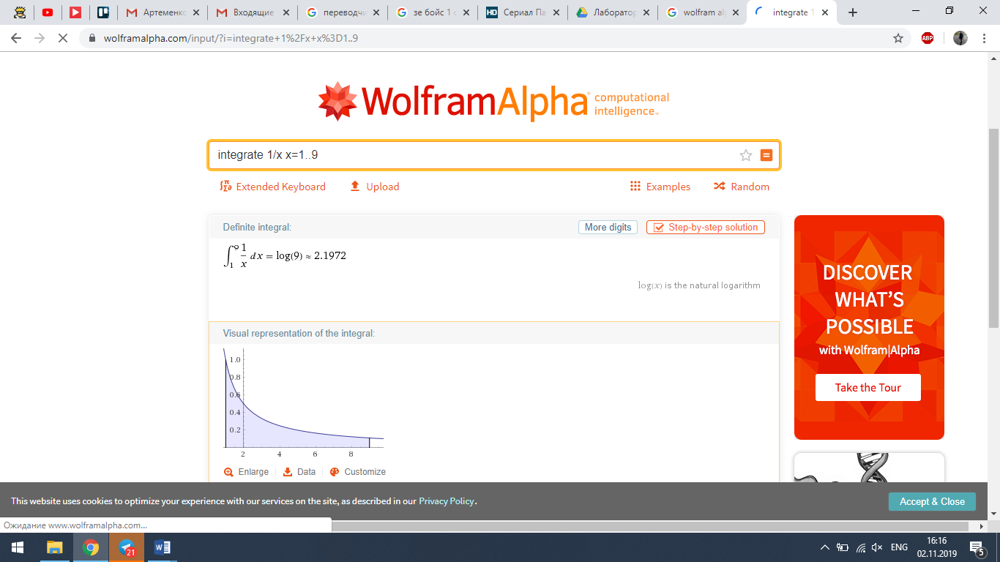 Артеменко
Входящие
переводчи
зе бойс 1 с
HD Сериал Па
Лаборатор
wolfram al
integrate 1
wolframalpha.com/input/?i=integrate+1%2Fx+x%3D1..9
ABP
WolframAlpha computational intelligence.
integrate 1/x x=1..9
Extended Keyboard Upload Examples Random
Definite integral: More digits Step-by-step solution
∫₁⁹ 1/x dx = log(9) ≈ 2.1972
log(x) is the natural logarithm
Visual representation of the integral:
1.0
0.8
0.6
0.4
0.2
2 4 6 8
Enlarge Data Customize
DISCOVER
WHAT'S
POSSIBLE
with Wolfram|Alpha
Take the Tour
This website uses cookies to optimize your experience with our services on the site, as described in our Privacy Policy.
Accept & Close
Ожидание www.wolframalpha.com...
21
ENG
16:16
02.11.2019
5